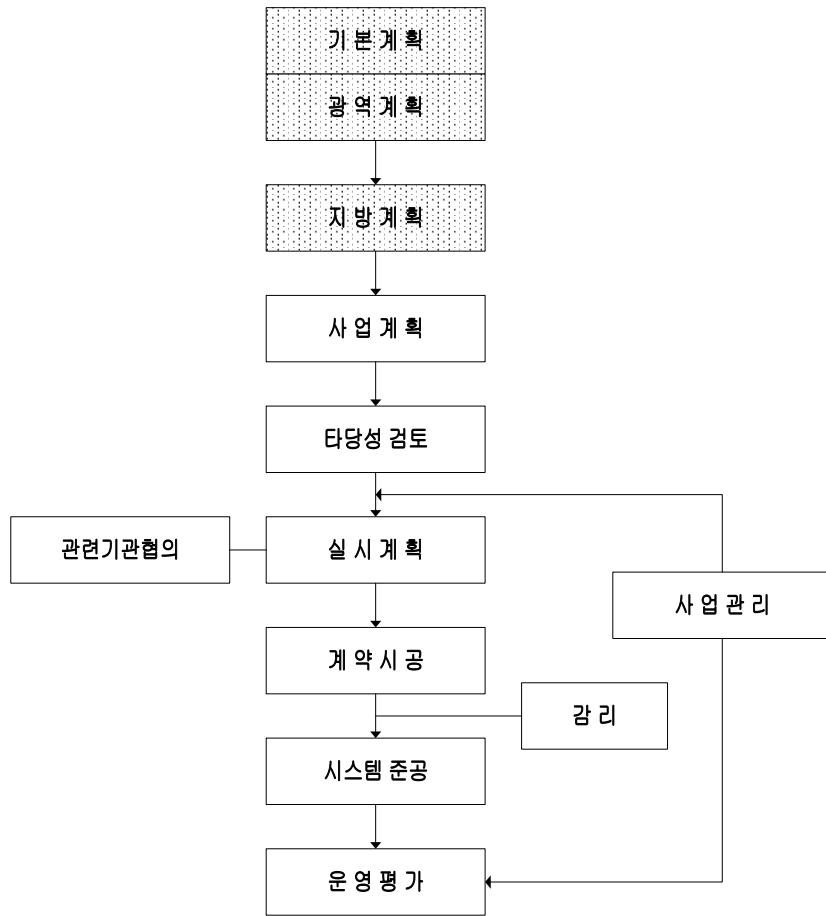 기본계획
광역계획
지방계획
사업계획
타당성 검토
관련기관협의
실시계획
사업관리
계약시공
감리
시스템 준공
운영평가